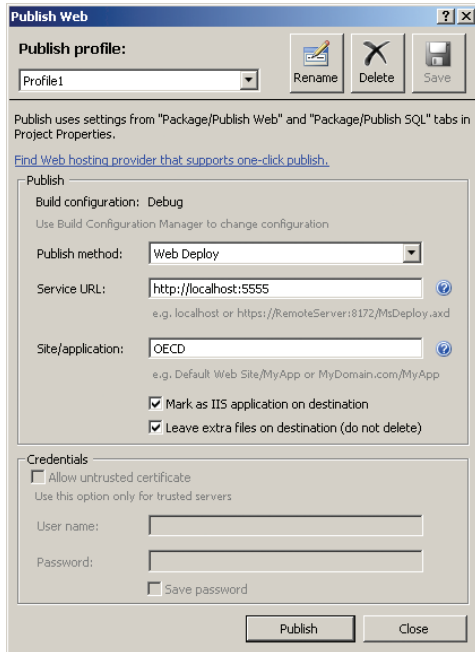 Publish Web
Publish profile:
Profile1
Rename
Delete
Save
Publish uses settings from "Package/Publish Web" and "Package/Publish SQL" tabs in
Project Properties.
Find Web hosting provider that supports one-click publish.
Publish
Build configuration: Debug
Use Build Configuration Manager to change configuration
Publish method: Web Deploy
Service URL: http://localhost:5555
e.g. localhost or https://RemoteServer:8172/MsDeploy.axd
Site/application: OECD
e.g. Default Web Site/MyApp or MyDomain.com/MyApp
Mark as IIS application on destination
Leave extra files on destination (do not delete)
Credentials
Allow untrusted certificate
Use this option only for trusted servers
User name:
Password:
Save password
Publish Close